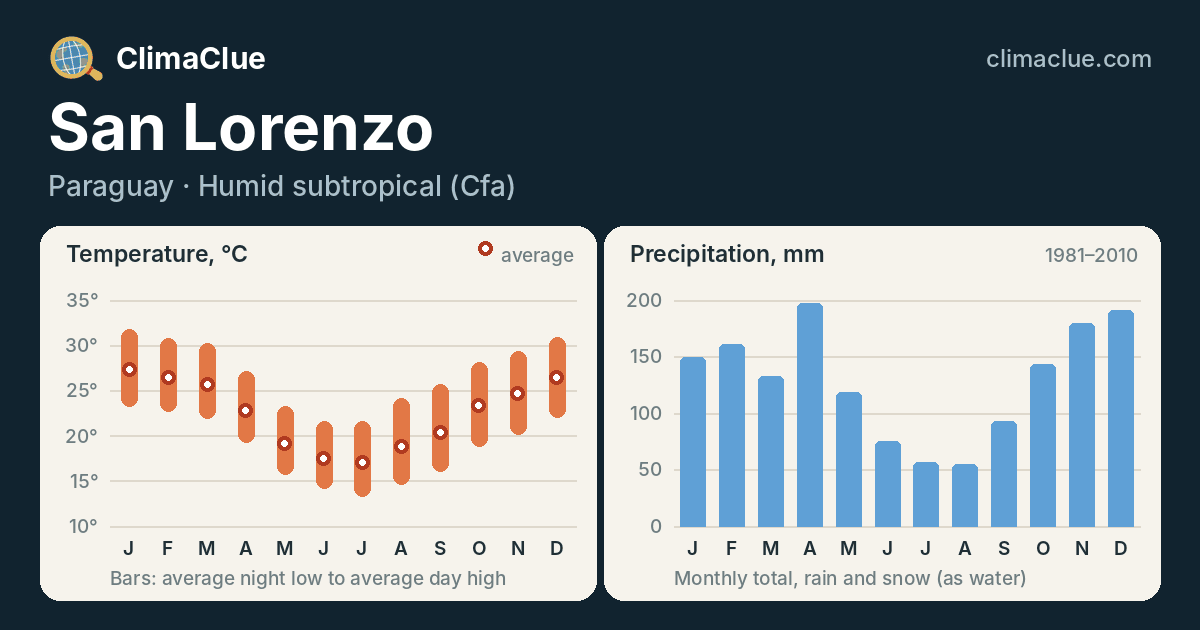 ClimaClue
climaclue.com
San Lorenzo
Paraguay · Humid subtropical (Cfa)
Temperature, °C
average
35°
30°
25°
20°
15°
10°
J F M A M J J A S O N D
Bars: average night low to average day high
Precipitation, mm
1981–2010
200
150
100
50
0
J F M A M J J A S O N D
Monthly total, rain and snow (as water)